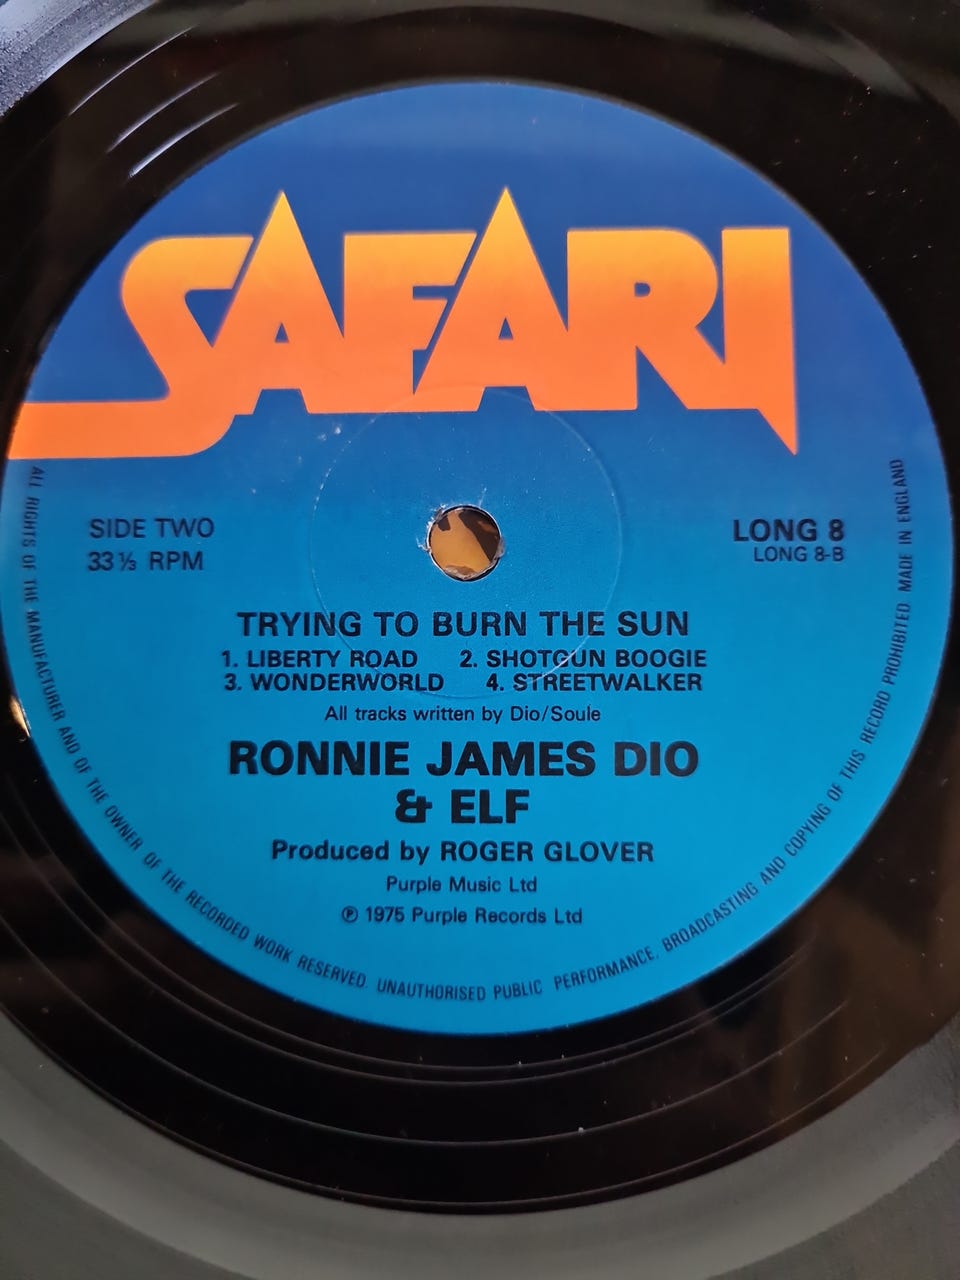 SAFARI
SIDE TWO
33⅓ RPM
LONG 8
LONG 8-B
TRYING TO BURN THE SUN
1. LIBERTY ROAD 2. SHOTGUN BOOGIE
3. WONDERWORLD 4. STREETWALKER
All tracks written by Dio/Soule
RONNIE JAMES DIO
& ELF
Produced by ROGER GLOVER
Purple Music Ltd
℗ 1975 Purple Records Ltd
ALL RIGHTS OF THE MANUFACTURER AND OF THE OWNER OF THE RECORDED WORK RESERVED. UNAUTHORISED PUBLIC PERFORMANCE, BROADCASTING AND COPYING OF THIS RECORD PROHIBITED MADE IN ENGLAND